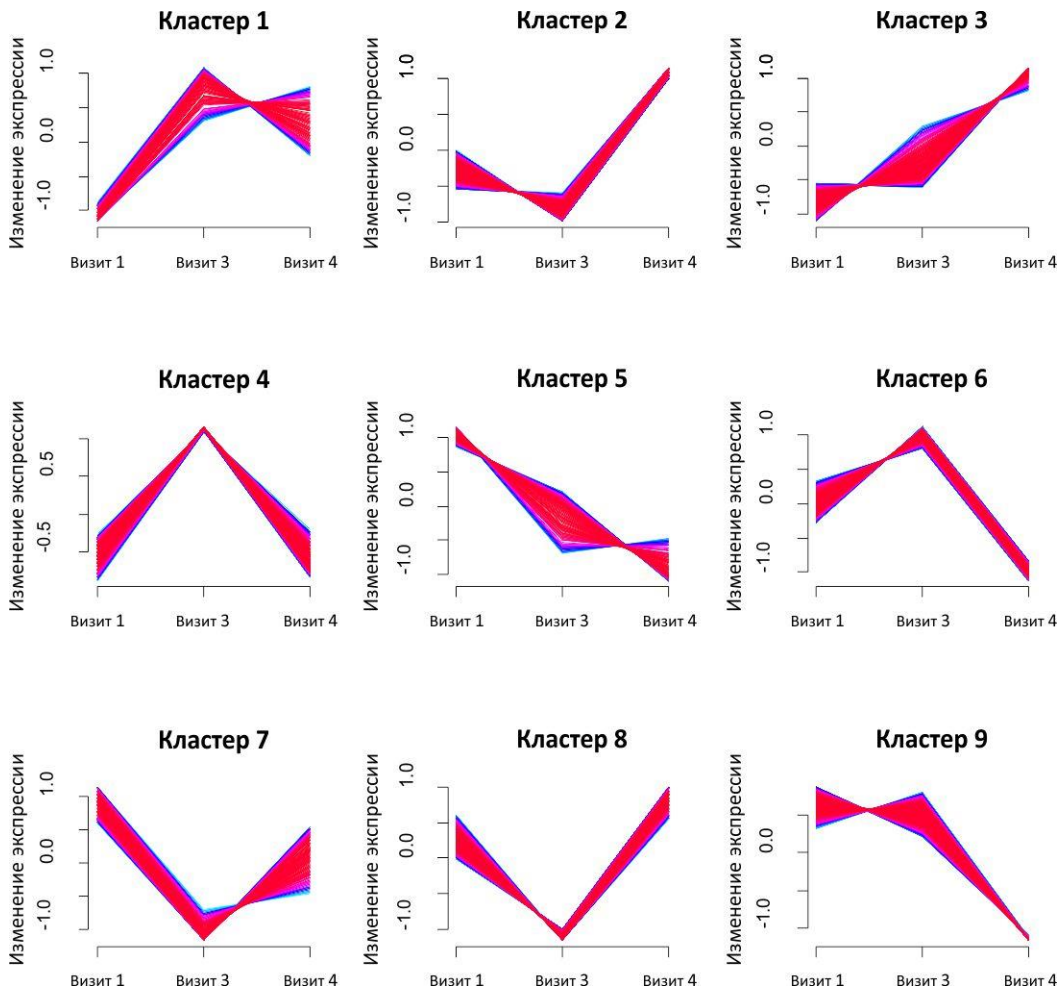 Кластер 1
Кластер 2
Кластер 3
Изменение экспрессии
1.0
0.0
-1.0
Изменение экспрессии
1.0
0.0
-1.0
Изменение экспрессии
1.0
0.0
-1.0
Визит 1 Визит 3 Визит 4
Визит 1 Визит 3 Визит 4
Визит 1 Визит 3 Визит 4
Кластер 4
Кластер 5
Кластер 6
Изменение экспрессии
0.5
-0.5
Изменение экспрессии
1.0
0.0
-1.0
Изменение экспрессии
1.0
0.0
-1.0
Визит 1 Визит 3 Визит 4
Визит 1 Визит 3 Визит 4
Визит 1 Визит 3 Визит 4
Кластер 7
Кластер 8
Кластер 9
Изменение экспрессии
1.0
0.0
-1.0
Изменение экспрессии
1.0
0.0
-1.0
Изменение экспрессии
0.0
-1.0
Визит 1 Визит 3 Визит 4
Визит 1 Визит 3 Визит 4
Визит 1 Визит 3 Визит 4